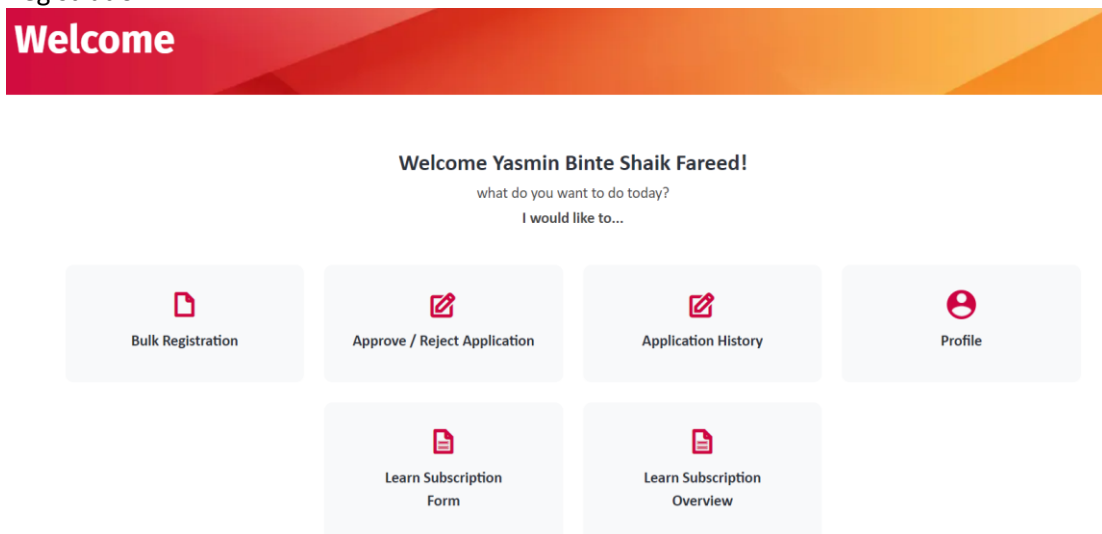 Welcome
Welcome Yasmin Binte Shaik Fareed!
what do you want to do today?
I would like to...
Bulk Registration
Approve / Reject Application
Application History
Profile
Learn Subscription
Form
Learn Subscription
Overview